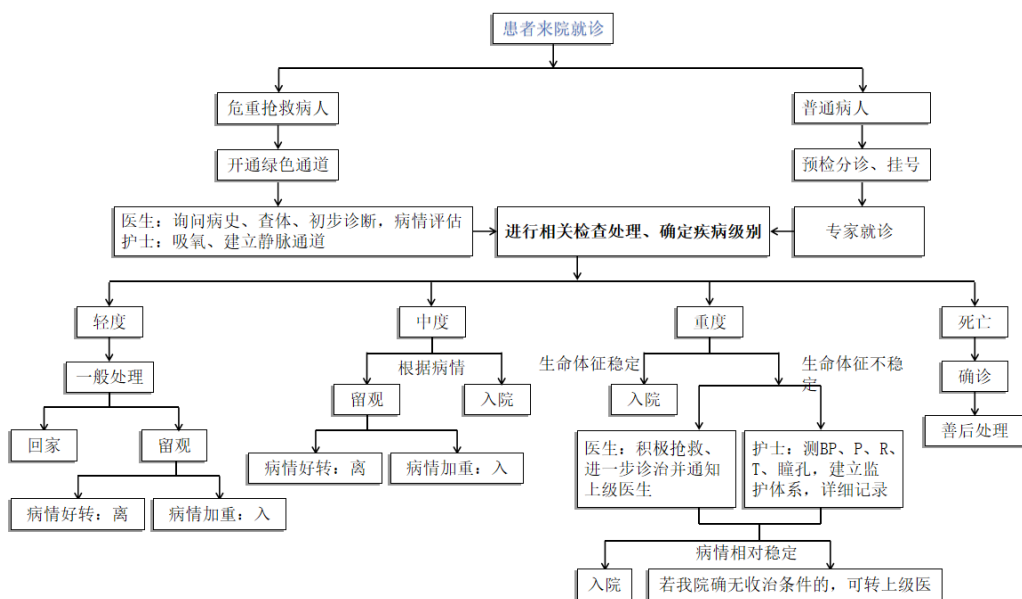 患者来院就诊
危重抢救病人
普通病人
开通绿色通道
预检分诊、挂号
医生：询问病史、查体、初步诊断，病情评估
护士：吸氧、建立静脉通道
进行相关检查处理、确定疾病级别
专家就诊
轻度
中度
重度
死亡
一般处理
根据病情
生命体征稳定
生命体征不稳
定
确诊
留观
入院
入院
回家
留观
善后处理
病情好转：离
病情加重：入
医生：积极抢救、
进一步诊治并通知
上级医生
护士：测BP、P、R、
T、瞳孔，建立监
护体系，详细记录
病情好转：离
病情加重：入
病情相对稳定
入院
若我院确无收治条件的，可转上级医